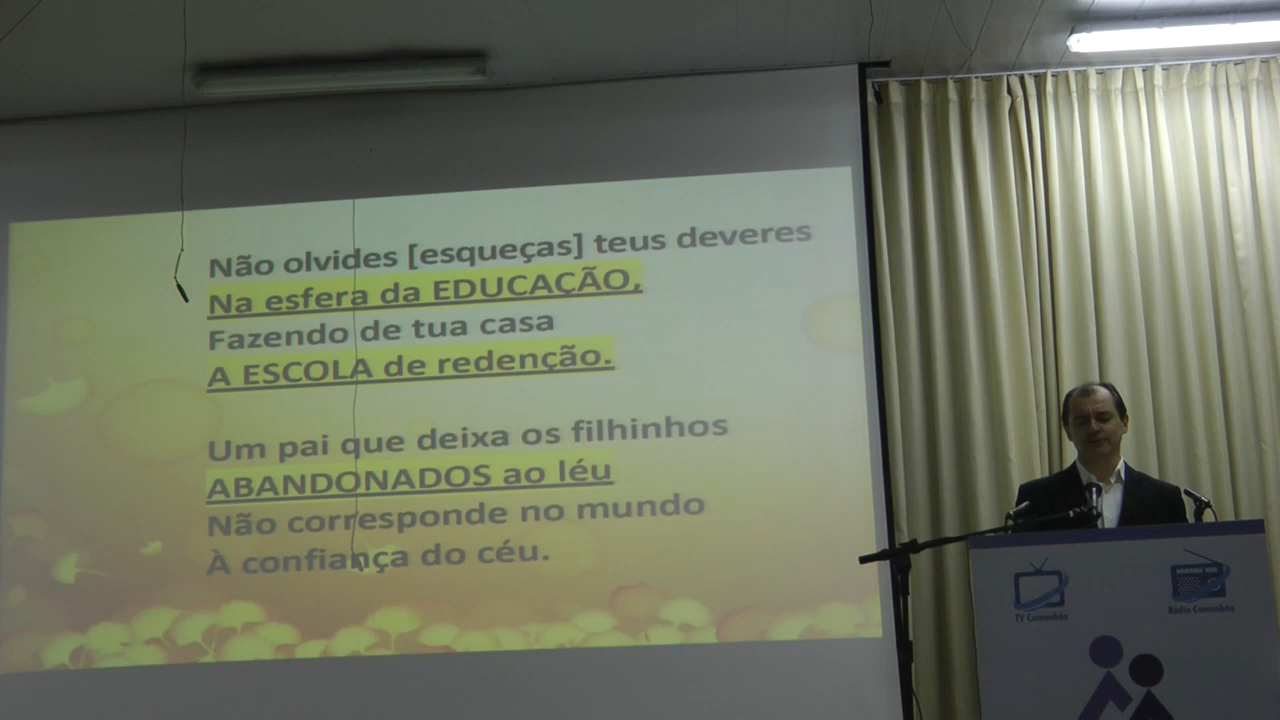 Não olvides [esqueças] teus deveres
Na esfera da EDUCAÇÃO,
Fazendo de tua casa
A ESCOLA de redenção.
Um pai que deixa os filhinhos
ABANDONADOS ao léu
Não corresponde no mundo
À confiança do céu.
TV Comunhão
Rádio Comunhão